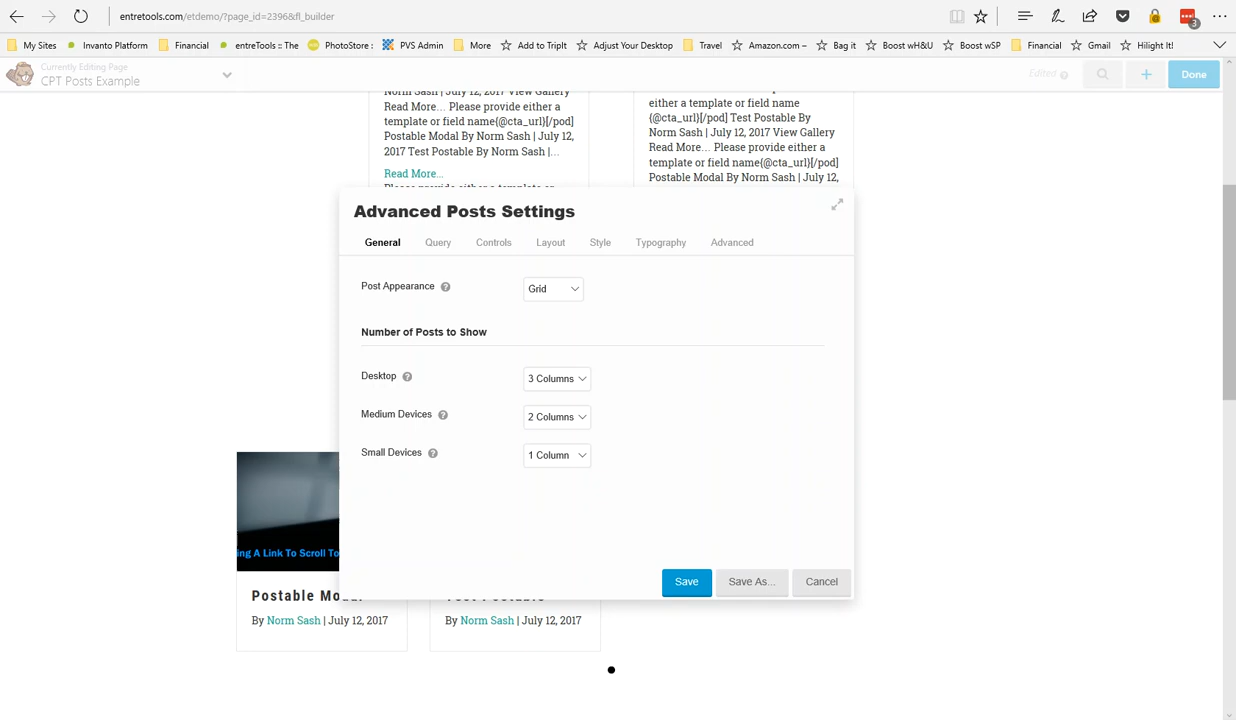 entretools.com/etdemo/?page_id=2396&fl_builder
3
My Sites
Invanto Platform
Financial
entreTools :: The
PhotoStore :
PVS Admin
More
Add to TripIt
Adjust Your Desktop
Travel
Amazon.com –
Bag it
Boost wH&U
Boost wSP
Financial
Gmail
Hilight It!
Currently Editing Page
CPT Posts Example
Edited
Done
Norm Sash | July 12, 2017 View Gallery
Read More… Please provide either a
template or field name{@cta_url}[/pod]
Postable Modal By Norm Sash | July 12,
2017 Test Postable By Norm Sash |…
Read More...
either a template or field name
{@cta_url}[/pod] Test Postable By
Norm Sash | July 12, 2017 View Gallery
Read More… Please provide either a
template or field name{@cta_url}[/pod]
Postable Modal By Norm Sash | July 12,
Advanced Posts Settings
General
Query
Controls
Layout
Style
Typography
Advanced
Post Appearance
Grid
Number of Posts to Show
Desktop
3 Columns
Medium Devices
2 Columns
Small Devices
1 Column
Save
Save As...
Cancel
ing A Link To Scroll To
Postable Modal
Test Postable
By Norm Sash | July 12, 2017
By Norm Sash | July 12, 2017